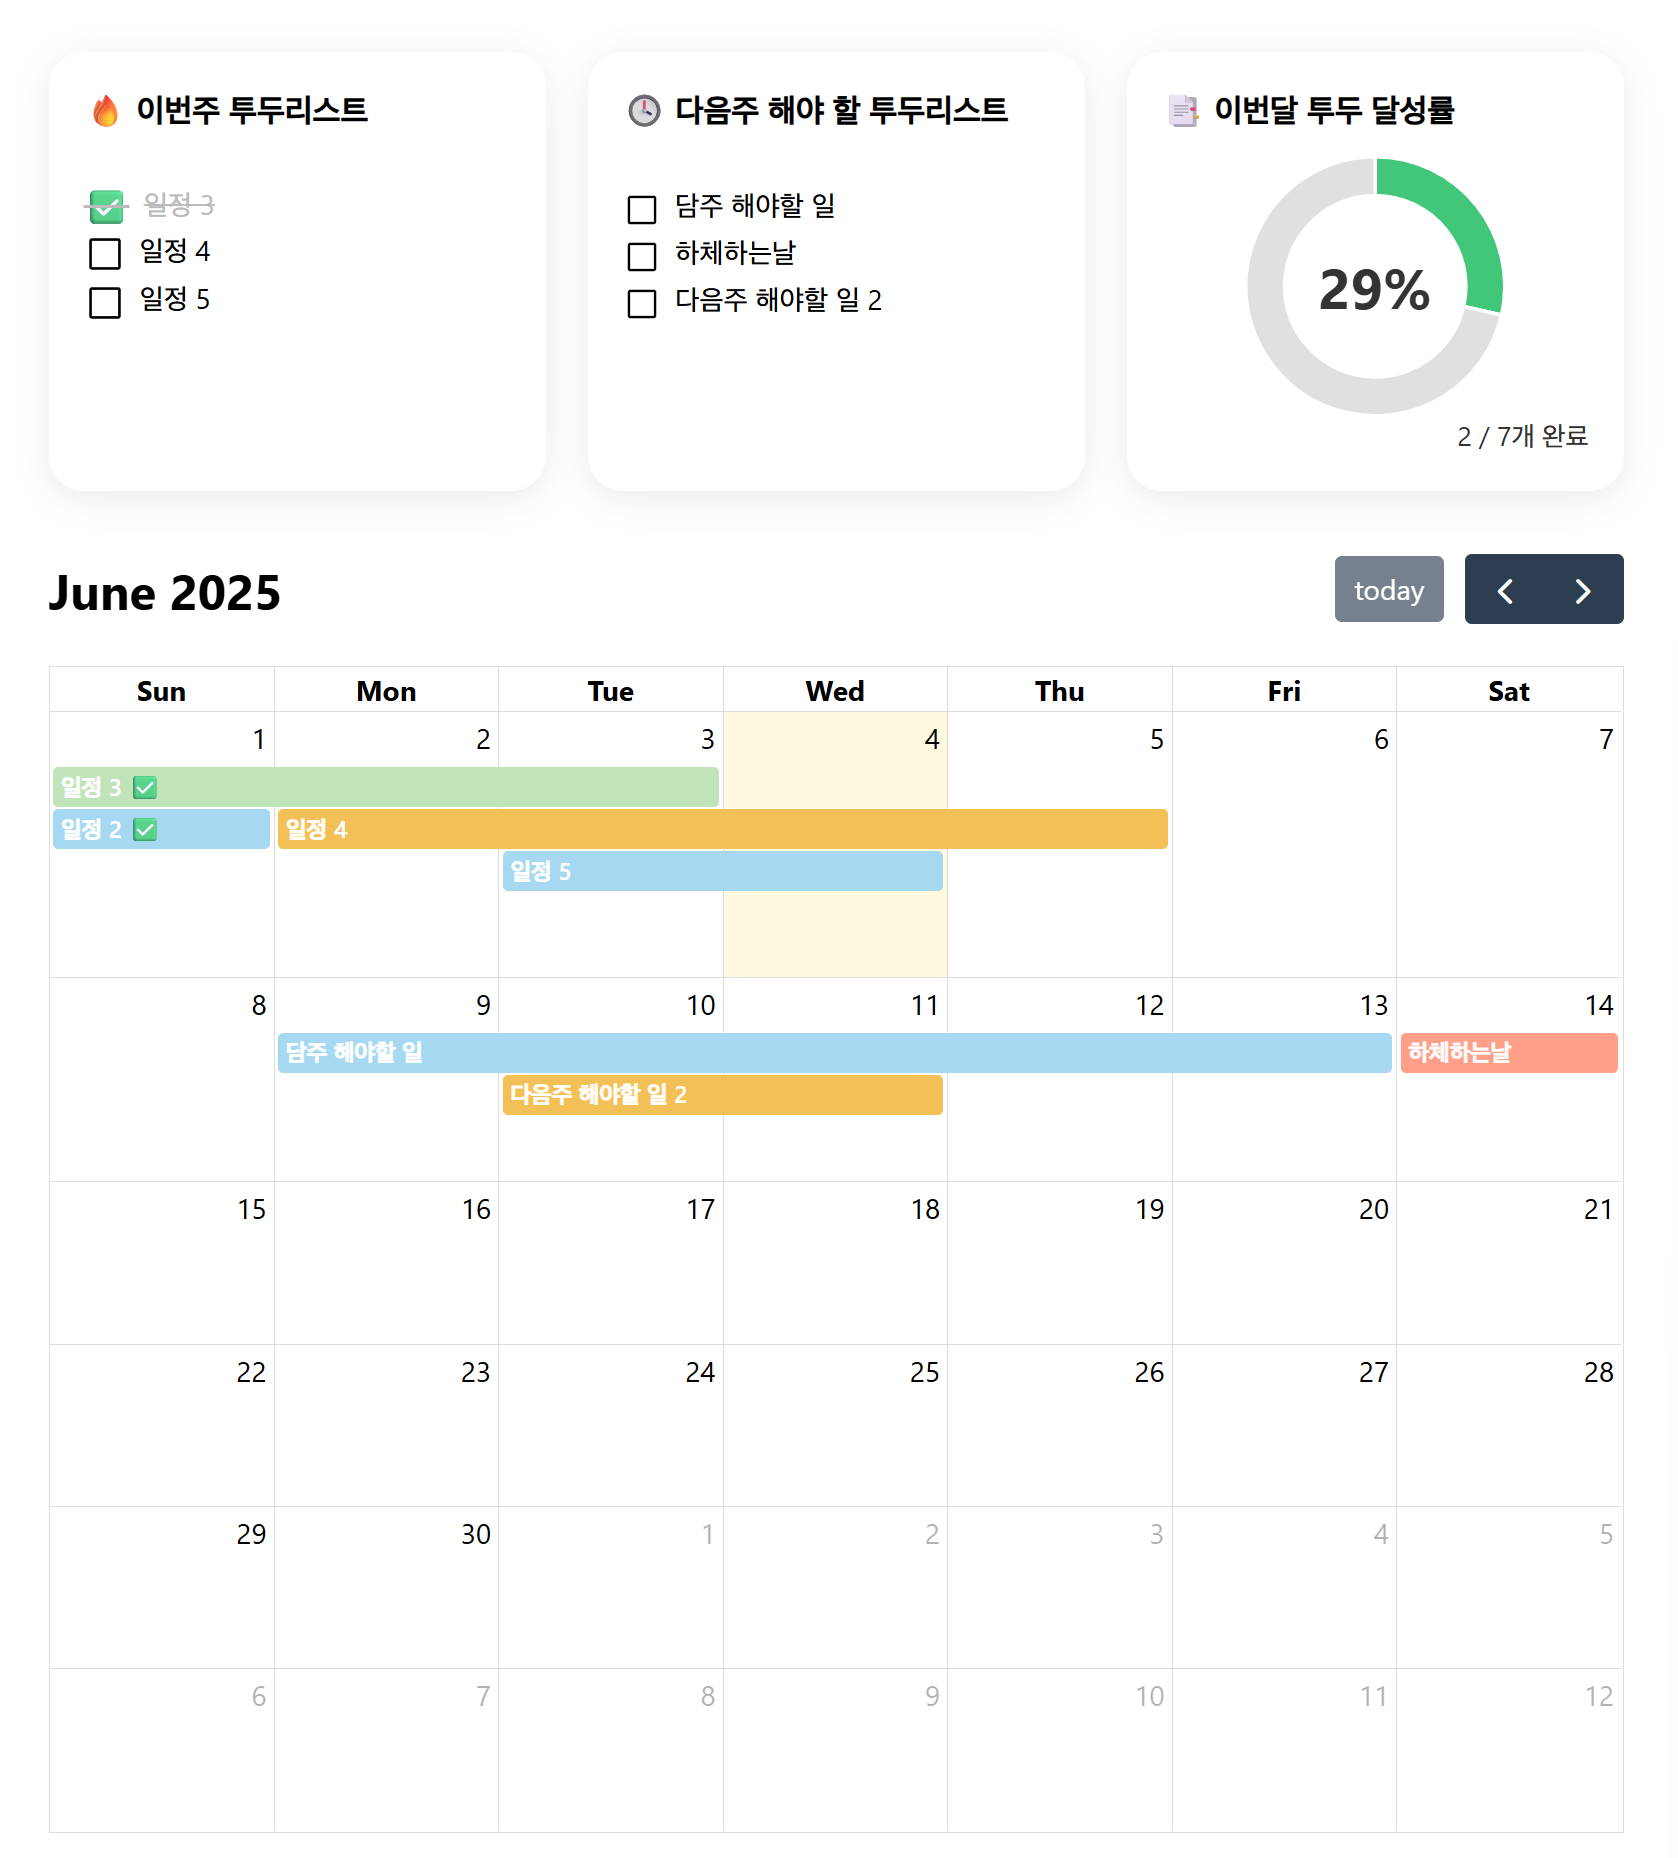 🔥 이번주 투두리스트
✅ 일정 3
일정 4
일정 5
🕓 다음주 해야 할 투두리스트
담주 해야할 일
하체하는날
다음주 해야할 일 2
📑 이번달 투두 달성률
29%
2 / 7개 완료
June 2025
today
Sun Mon Tue Wed Thu Fri Sat
1 2 3 4 5 6 7
일정 3 ✅
일정 2 ✅ 일정 4
일정 5
8 9 10 11 12 13 14
담주 해야할 일 하체하는날
다음주 해야할 일 2
15 16 17 18 19 20 21
22 23 24 25 26 27 28
29 30 1 2 3 4 5
6 7 8 9 10 11 12